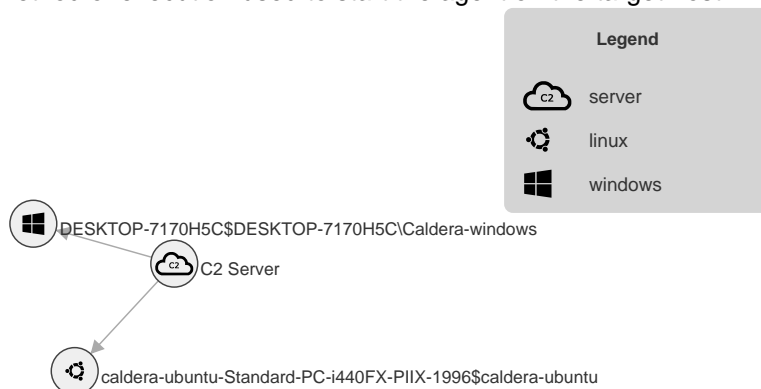 Legend
C2
server
linux
windows
DESKTOP-7170H5C$DESKTOP-7170H5C\Caldera-windows
C2
C2 Server
caldera-ubuntu-Standard-PC-i440FX-PIIX-1996$caldera-ubuntu